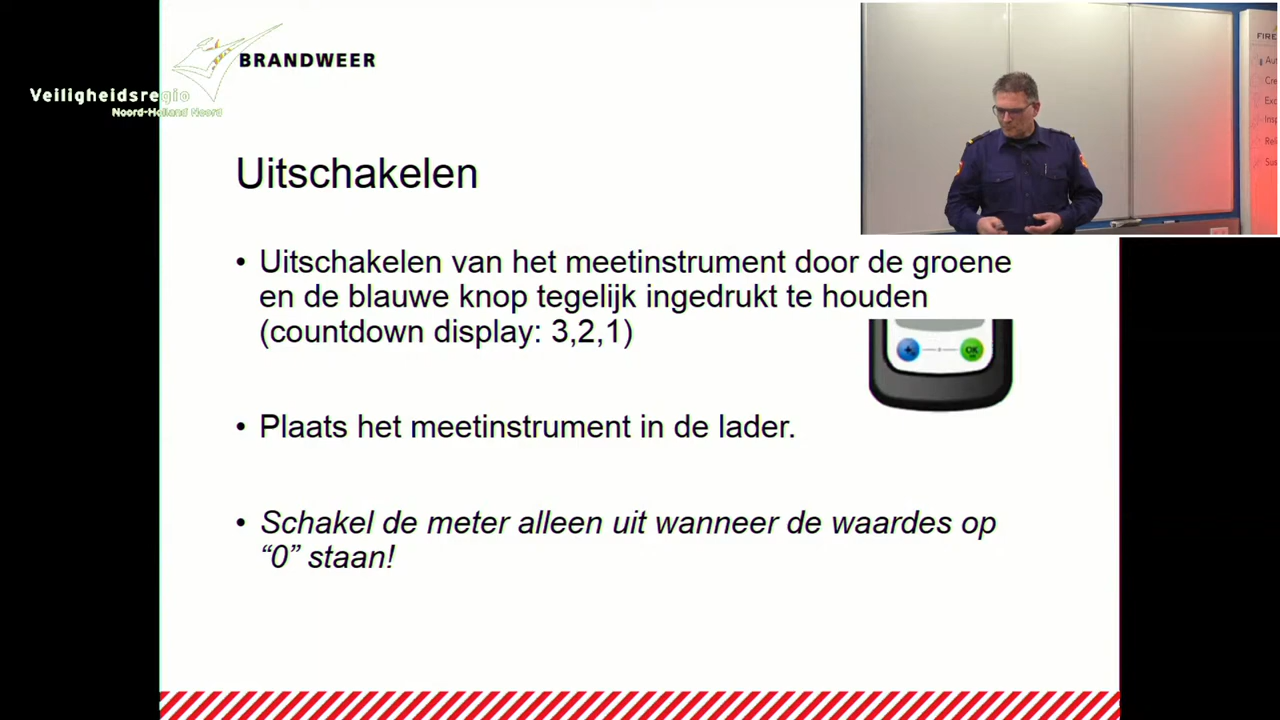 BRANDWEER
Veiligheidsregio
Noord-Holland Noord
FIRE
Uitschakelen
• Uitschakelen van het meetinstrument door de groene
en de blauwe knop tegelijk ingedrukt te houden
(countdown display: 3,2,1)
OK
• Plaats het meetinstrument in de lader.
• Schakel de meter alleen uit wanneer de waardes op
“0” staan!